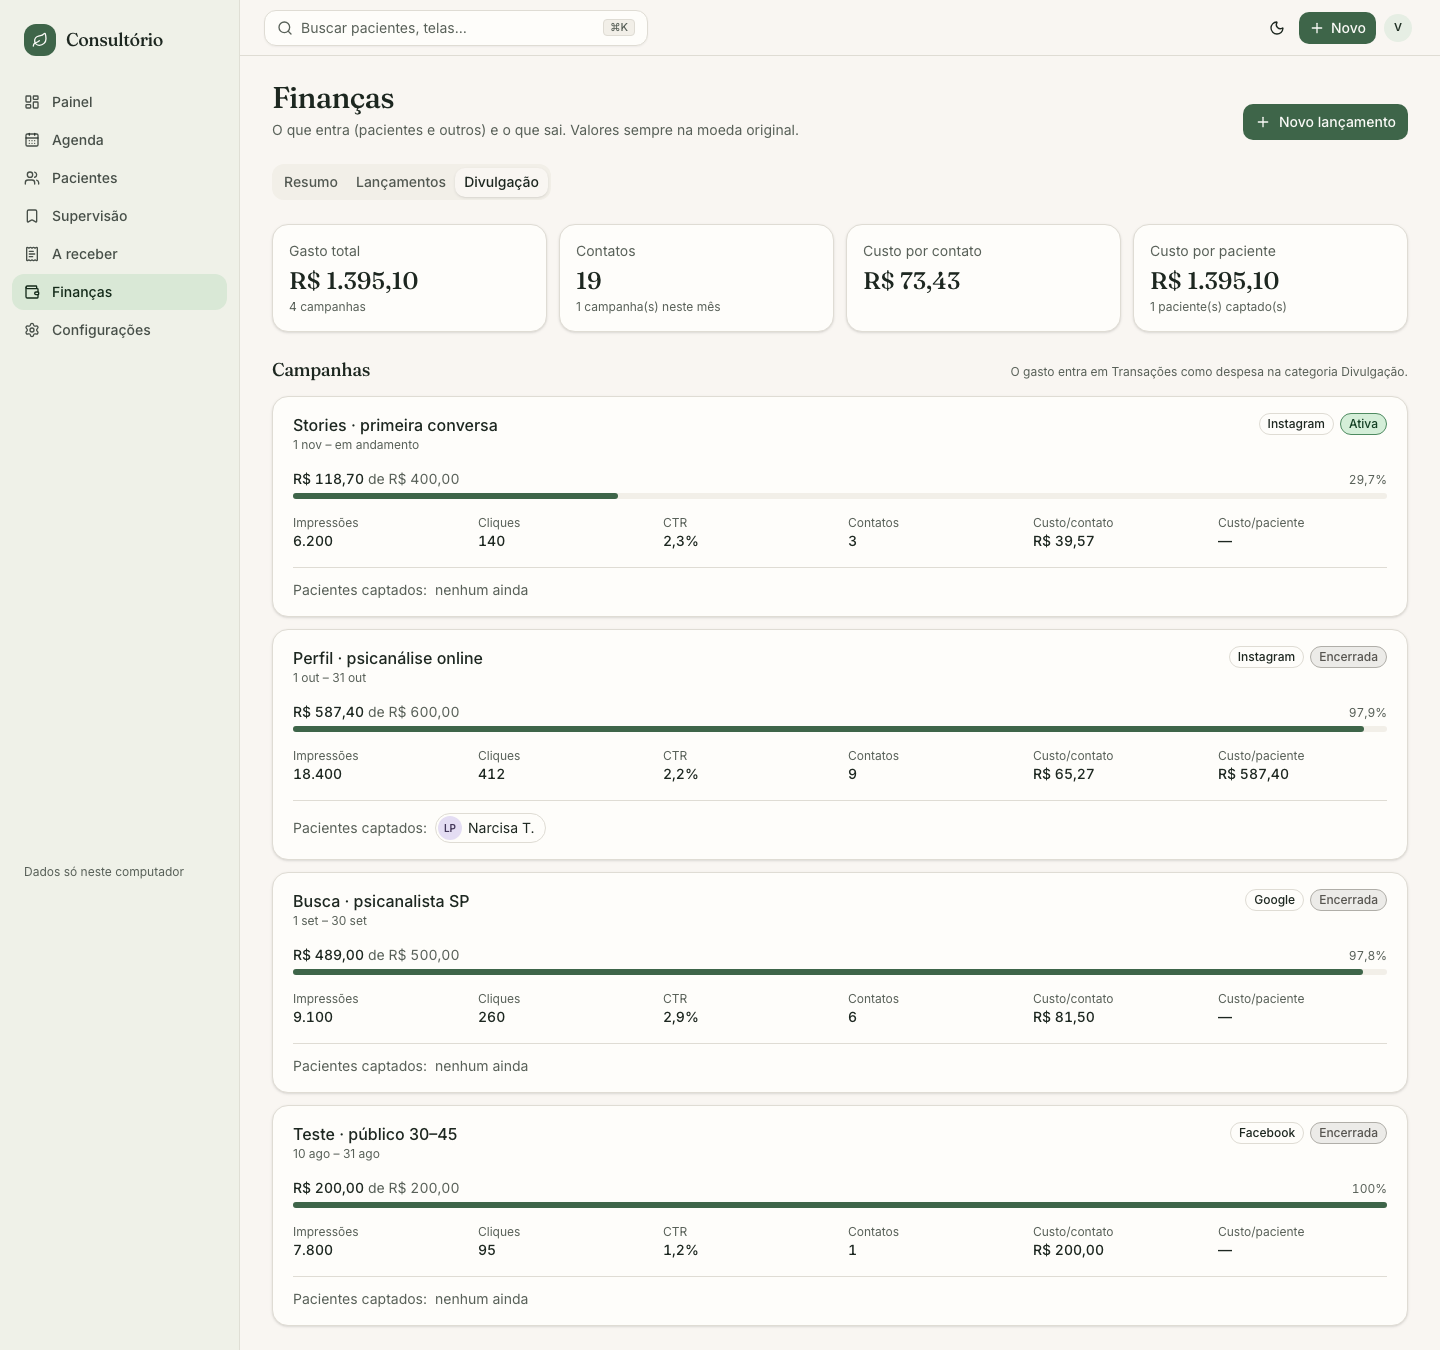 Consultório
Buscar pacientes, telas...
⌘K
Novo
V
Painel
Agenda
Pacientes
Supervisão
A receber
Finanças
Configurações
Dados só neste computador
Finanças
O que entra (pacientes e outros) e o que sai. Valores sempre na moeda original.
Novo lançamento
Resumo Lançamentos Divulgação
Gasto total
R$ 1.395,10
4 campanhas
Contatos
19
1 campanha(s) neste mês
Custo por contato
R$ 73,43
Custo por paciente
R$ 1.395,10
1 paciente(s) captado(s)
Campanhas
O gasto entra em Transações como despesa na categoria Divulgação.
Stories · primeira conversa
Instagram Ativa
1 nov – em andamento
R$ 118,70 de R$ 400,00 29,7%
Impressões Cliques CTR Contatos Custo/contato Custo/paciente
6.200 140 2,3% 3 R$ 39,57 —
Pacientes captados: nenhum ainda
Perfil · psicanálise online
Instagram Encerrada
1 out – 31 out
R$ 587,40 de R$ 600,00 97,9%
Impressões Cliques CTR Contatos Custo/contato Custo/paciente
18.400 412 2,2% 9 R$ 65,27 R$ 587,40
Pacientes captados: LP Narcisa T.
Busca · psicanalista SP
Google Encerrada
1 set – 30 set
R$ 489,00 de R$ 500,00 97,8%
Impressões Cliques CTR Contatos Custo/contato Custo/paciente
9.100 260 2,9% 6 R$ 81,50 —
Pacientes captados: nenhum ainda
Teste · público 30–45
Facebook Encerrada
10 ago – 31 ago
R$ 200,00 de R$ 200,00 100%
Impressões Cliques CTR Contatos Custo/contato Custo/paciente
7.800 95 1,2% 1 R$ 200,00 —
Pacientes captados: nenhum ainda